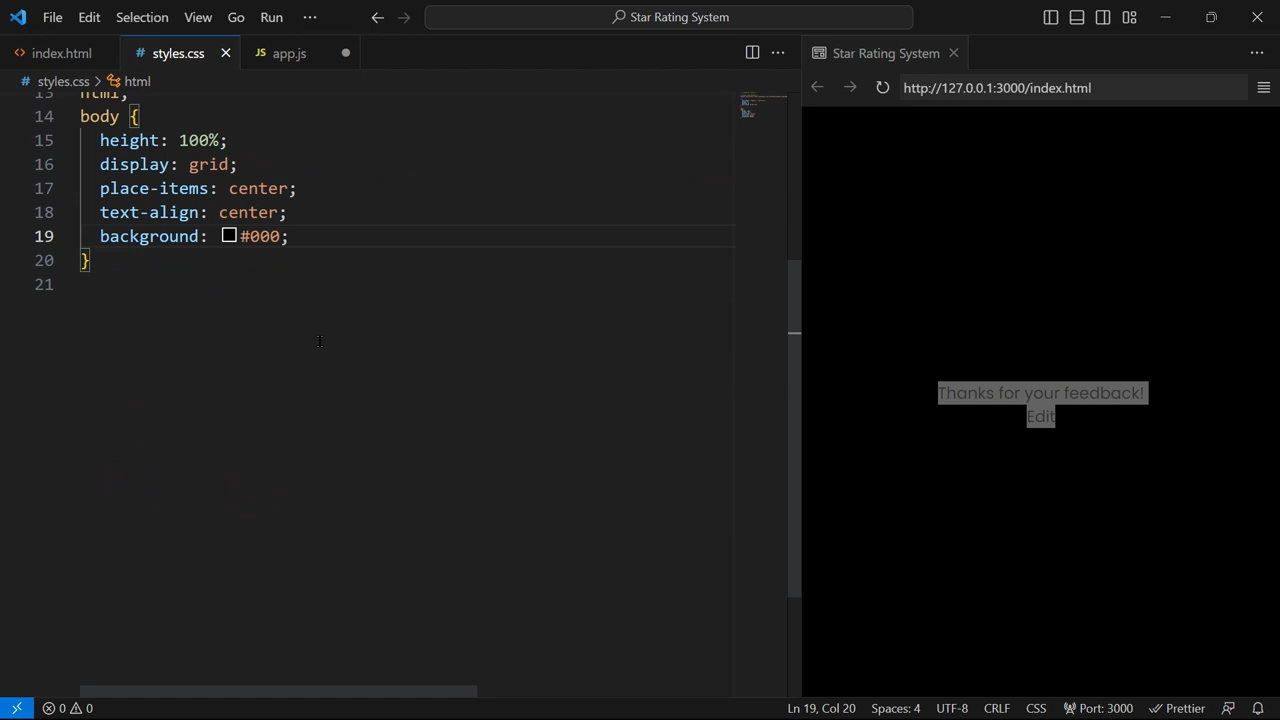 File Edit Selection View Go Run ··· Star Rating System
index.html # styles.css JS app.js
Star Rating System
# styles.css > html
http://127.0.0.1:3000/index.html
13 html,
14 body {
15 height: 100%;
16 display: grid;
17 place-items: center;
18 text-align: center;
19 background: #000;
20 }
21
Thanks for your feedback!
Edit
0 0 Ln 19, Col 20 Spaces: 4 UTF-8 CRLF CSS Port: 3000 Prettier